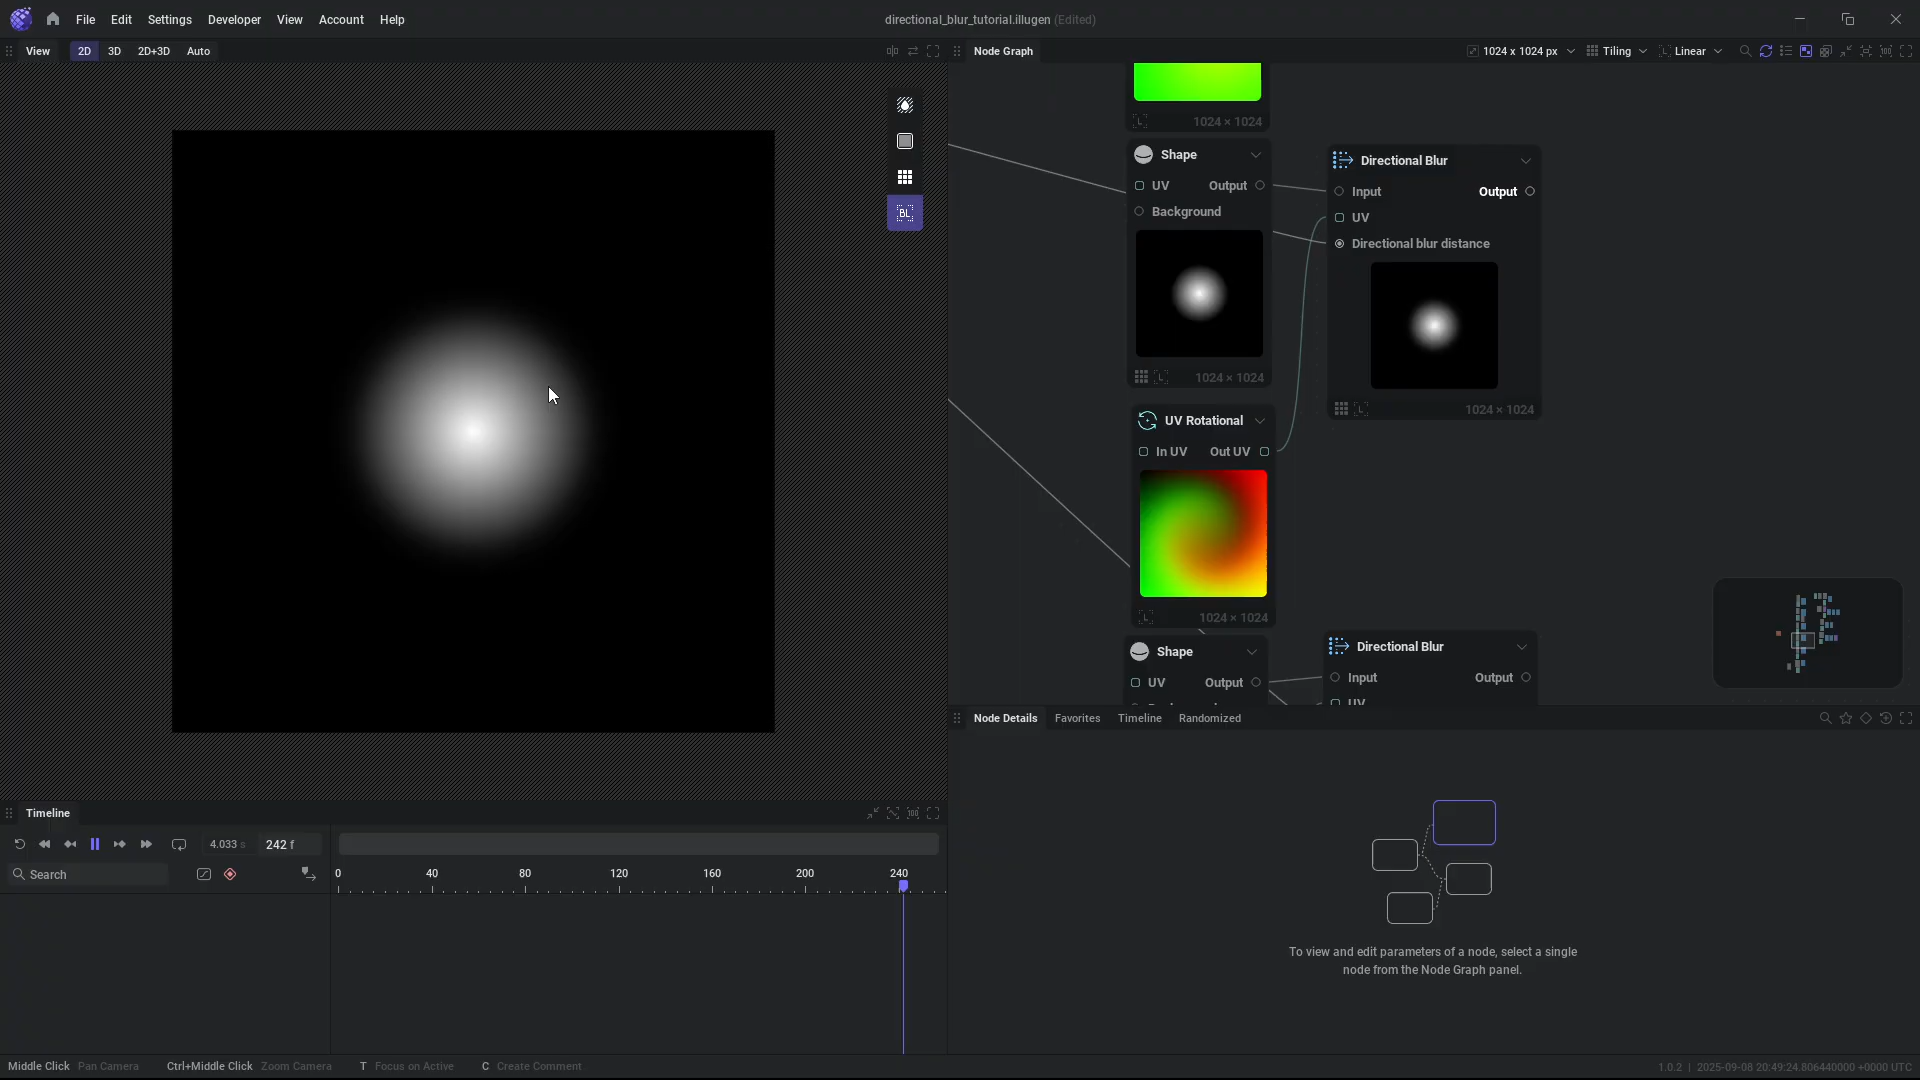 File Edit Settings Developer View Account Help
directional_blur_tutorial.illugen (Edited)
View 2D 3D 2D+3D Auto
Node Graph
1024 x 1024 px Tiling Linear
1024 × 1024
Shape
UV Output
Background
1024 × 1024
Directional Blur
Input Output
UV
Directional blur distance
1024 × 1024
BL
UV Rotational
In UV Out UV
1024 × 1024
Shape
UV Output
Directional Blur
Input Output
UV
Node Details Favorites Timeline Randomized
To view and edit parameters of a node, select a single
node from the Node Graph panel.
Timeline
4.033 s 242 f
Search
0 40 80 120 160 200 240
Middle Click Pan Camera Ctrl+Middle Click Zoom Camera T Focus on Active C Create Comment
1.0.2 | 2025-09-08 20:49:24.806440000 +0000 UTC